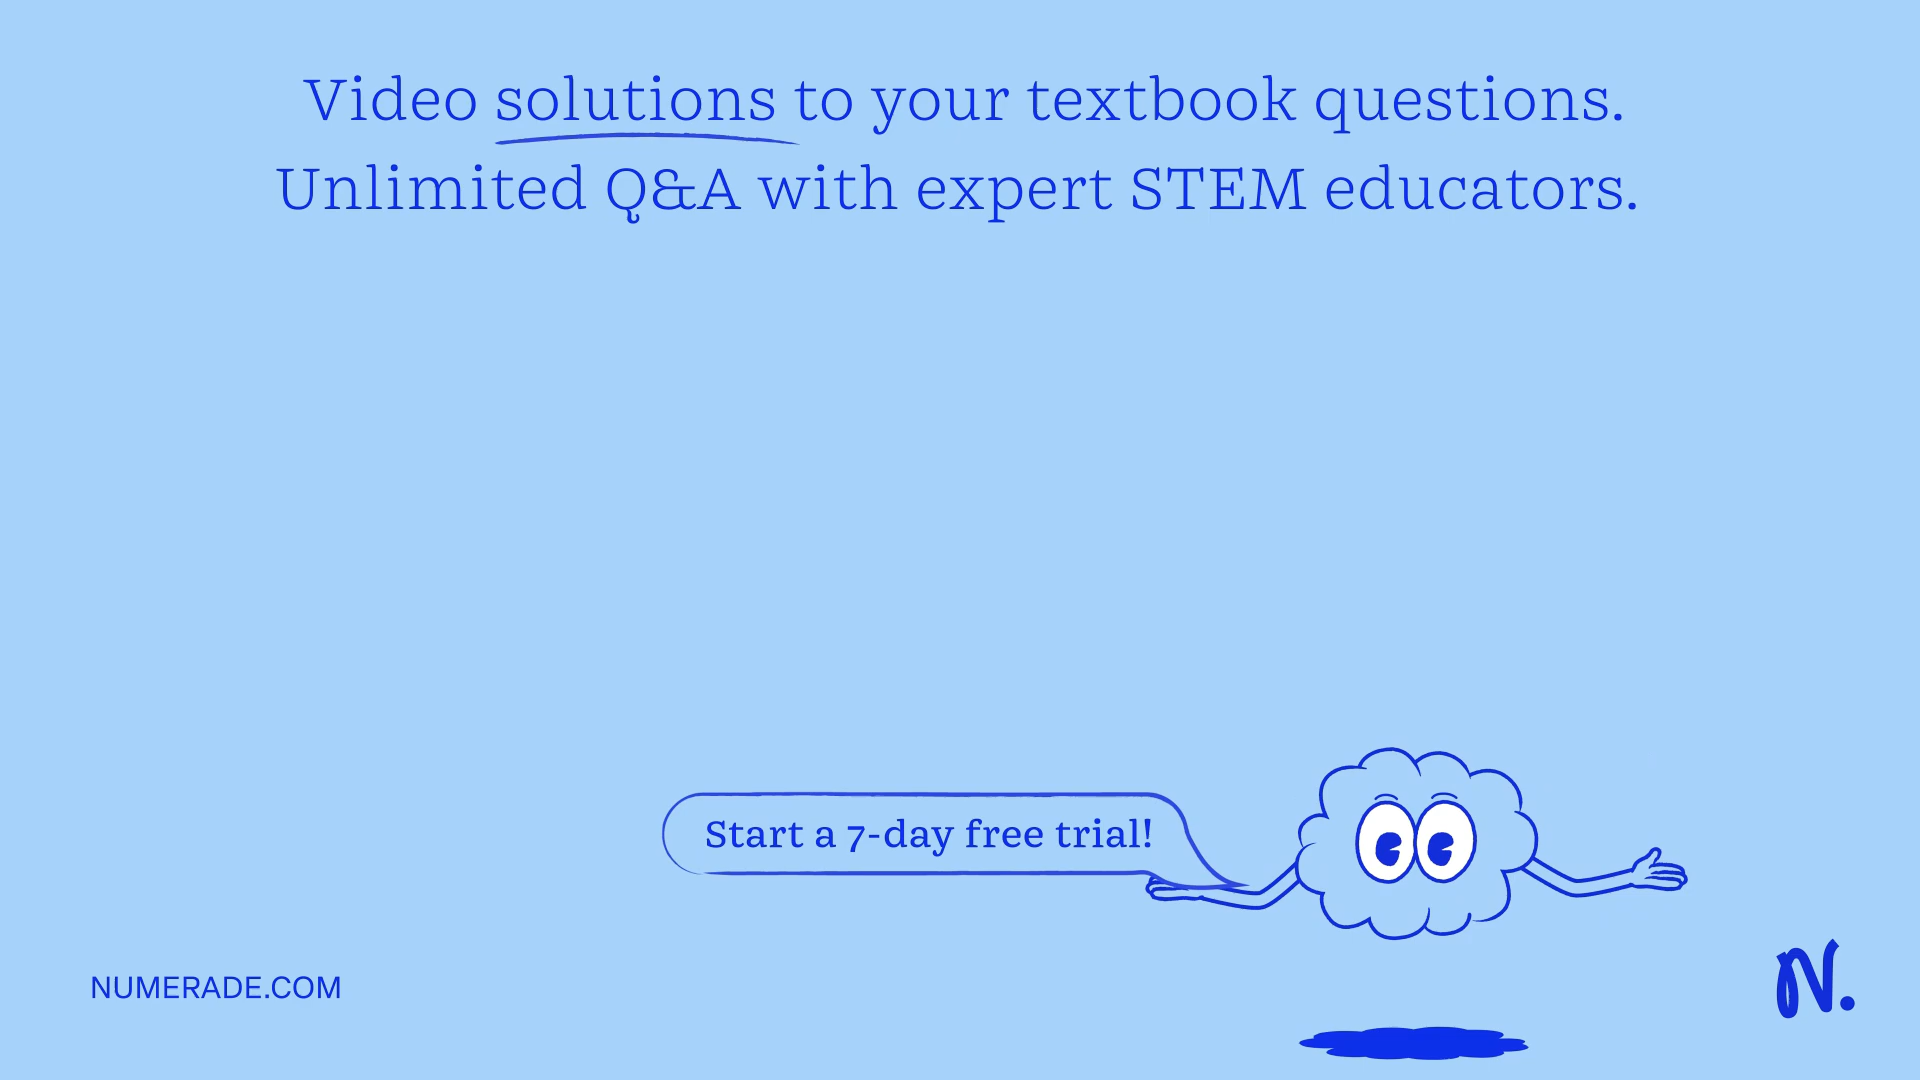 Video solutions to your textbook questions.
Unlimited Q&A with expert STEM educators.
Start a 7-day free trial!
NUMERADE.COM
N.